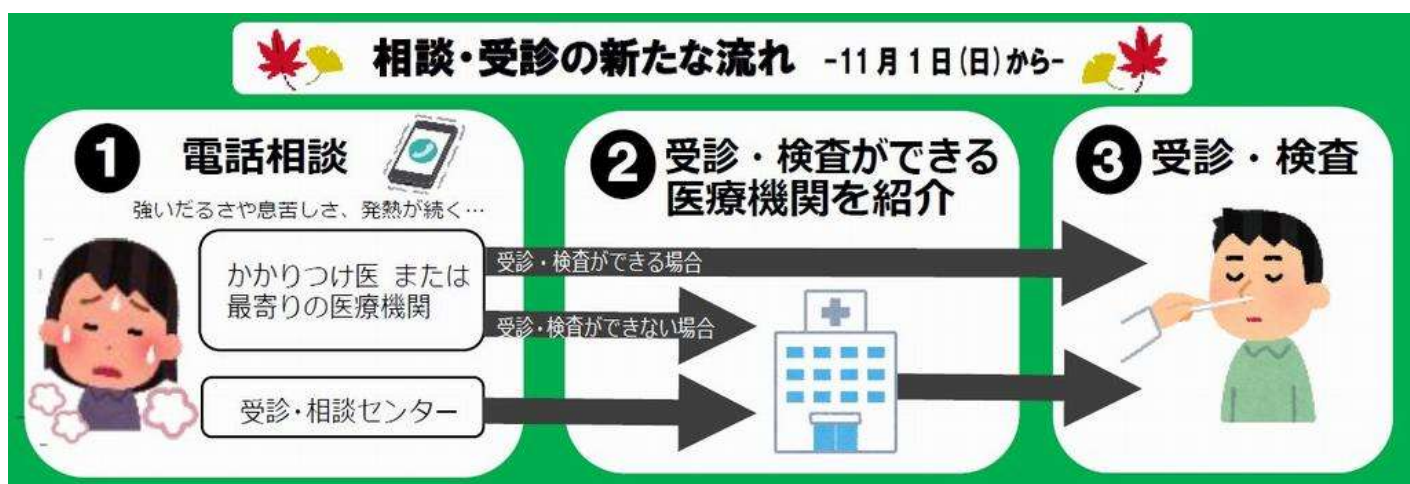 相談・受診の新たな流れ -11月1日(日)から-
1 電話相談
強いだるさや息苦しさ、発熱が続く…
かかりつけ医 または
最寄りの医療機関
受診・相談センター
受診・検査ができる場合
受診・検査ができない場合
2 受診・検査ができる
医療機関を紹介
3 受診・検査